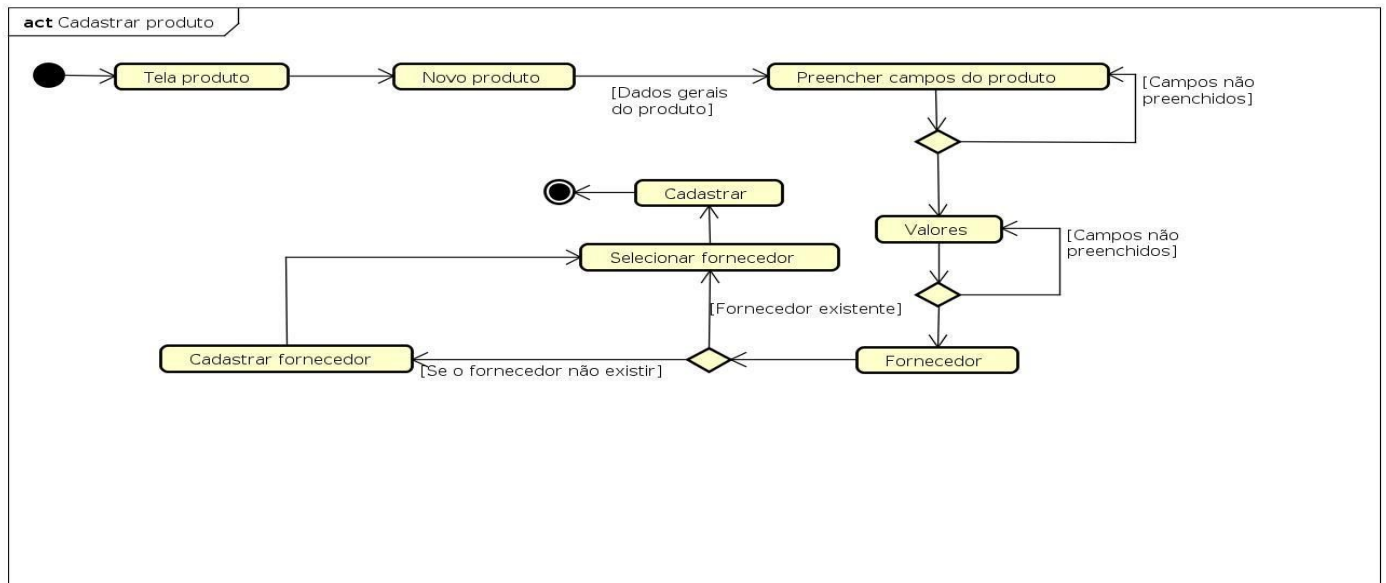 act Cadastrar produto
Tela produto
Novo produto
[Dados gerais
do produto]
Preencher campos do produto
[Campos não
preenchidos]
Cadastrar
Valores
[Campos não
preenchidos]
Selecionar fornecedor
[Fornecedor existente]
Cadastrar fornecedor
[Se o fornecedor não existir]
Fornecedor